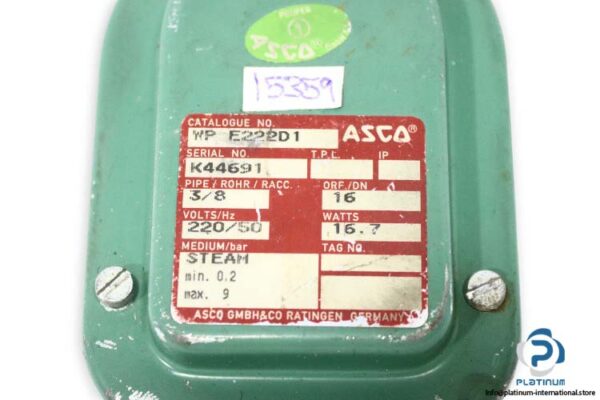 POWER
1
ASCO®
15359
CATALOGUE NO.
WP E222D1
ASCO®
SERIAL NO.
T.P.L.
IP
K44691
PIPE / ROHR / RACC.
ORF./DN
3/8
16
VOLTS/Hz
WATTS
220/50
16.7
MEDIUM/bar
TAG NO.
STEAM
min. 0.2
max. 9
ASCO GMBH&CO RATINGEN GERMANY
PLATINUM
info@platinum-international.store